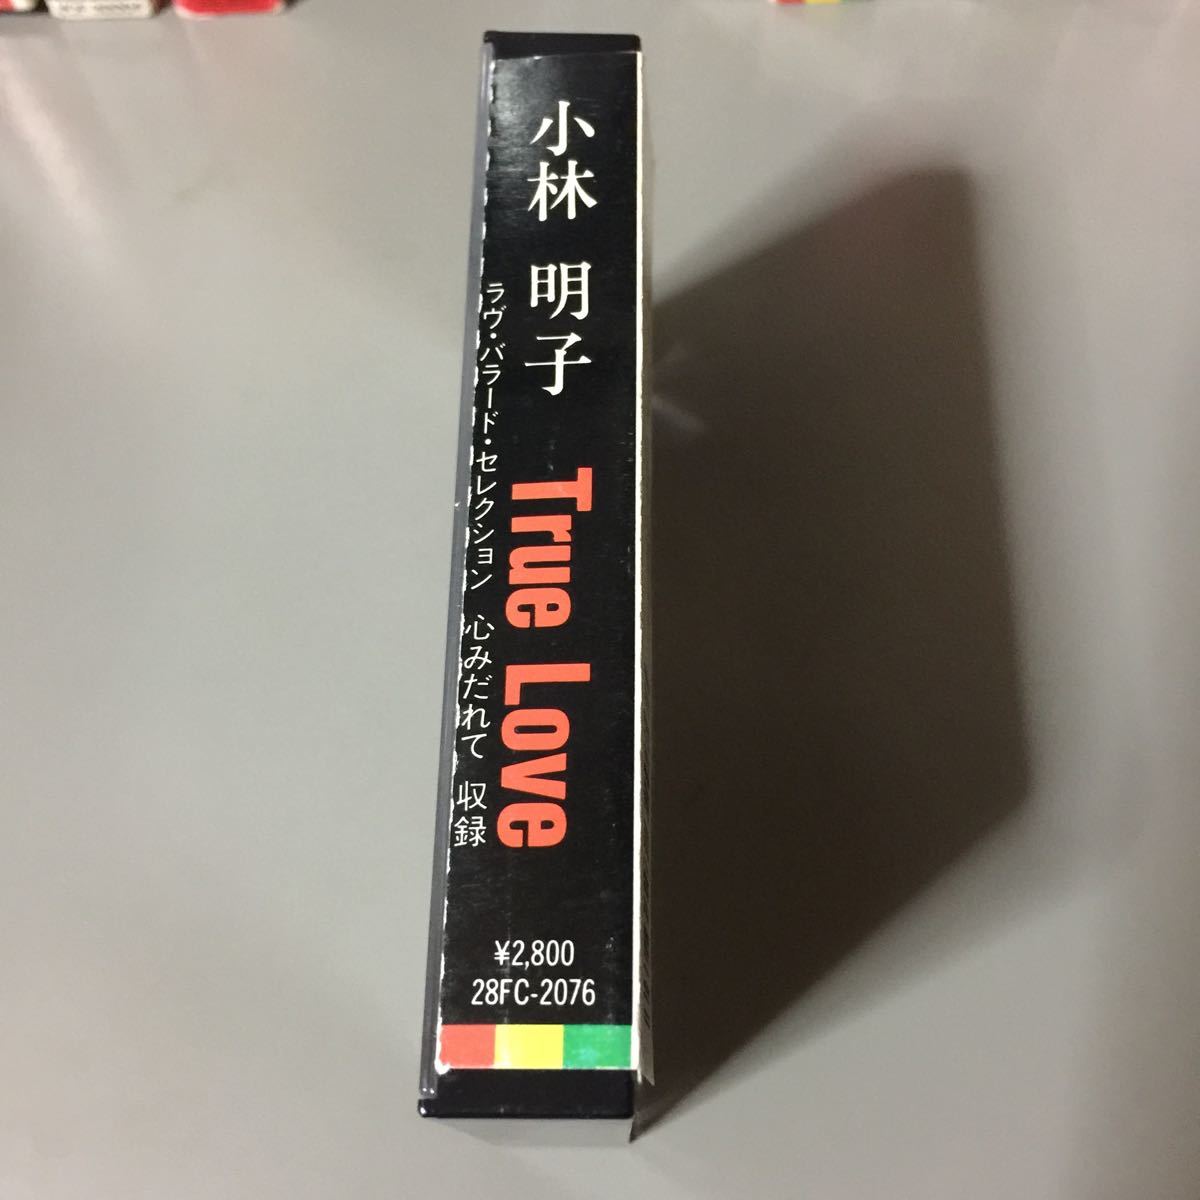 小林 明子
True Love
ラヴ・バラード・セレクション 心みだれて 収録
¥2,800
28FC-2076